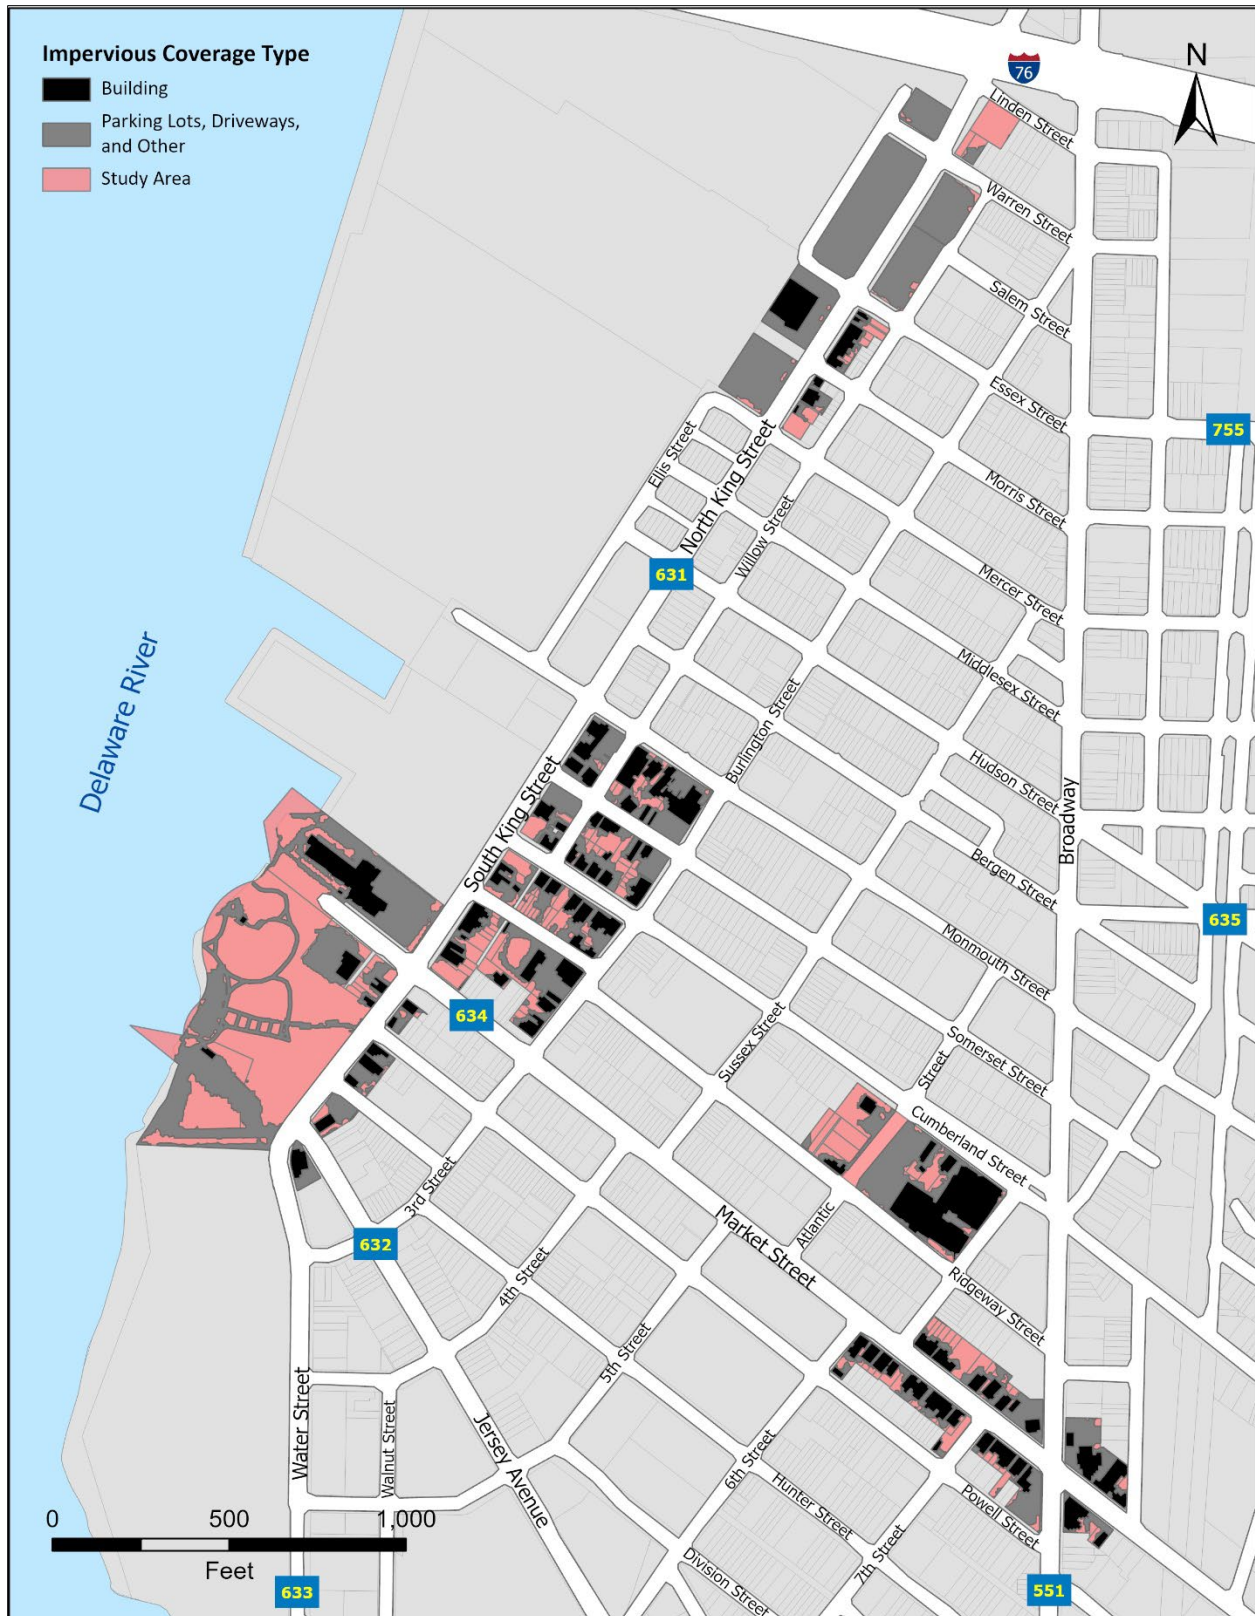 Impervious Coverage Type
Building
Parking Lots, Driveways,
and Other
Study Area
N
76
Linden Street
Warren Street
Salem Street
Essex Street
755
Ellis Street
North King Street
Morris Street
Willow Street
631
Mercer Street
Middlesex Street
Delaware River
Burlington Street
Hudson Street
South King Street
Broadway
Bergen Street
635
Monmouth Street
634
Sussex Street
Somerset Street
Street
Cumberland Street
3rd Street
Atlantic
Market Street
632
4th Street
Ridgeway Street
5th Street
Water Street
Walnut Street
Jersey Avenue
6th Street
Hunter Street
Powell Street
0 500 1,000
Feet
7th Street
Division Street
633
551